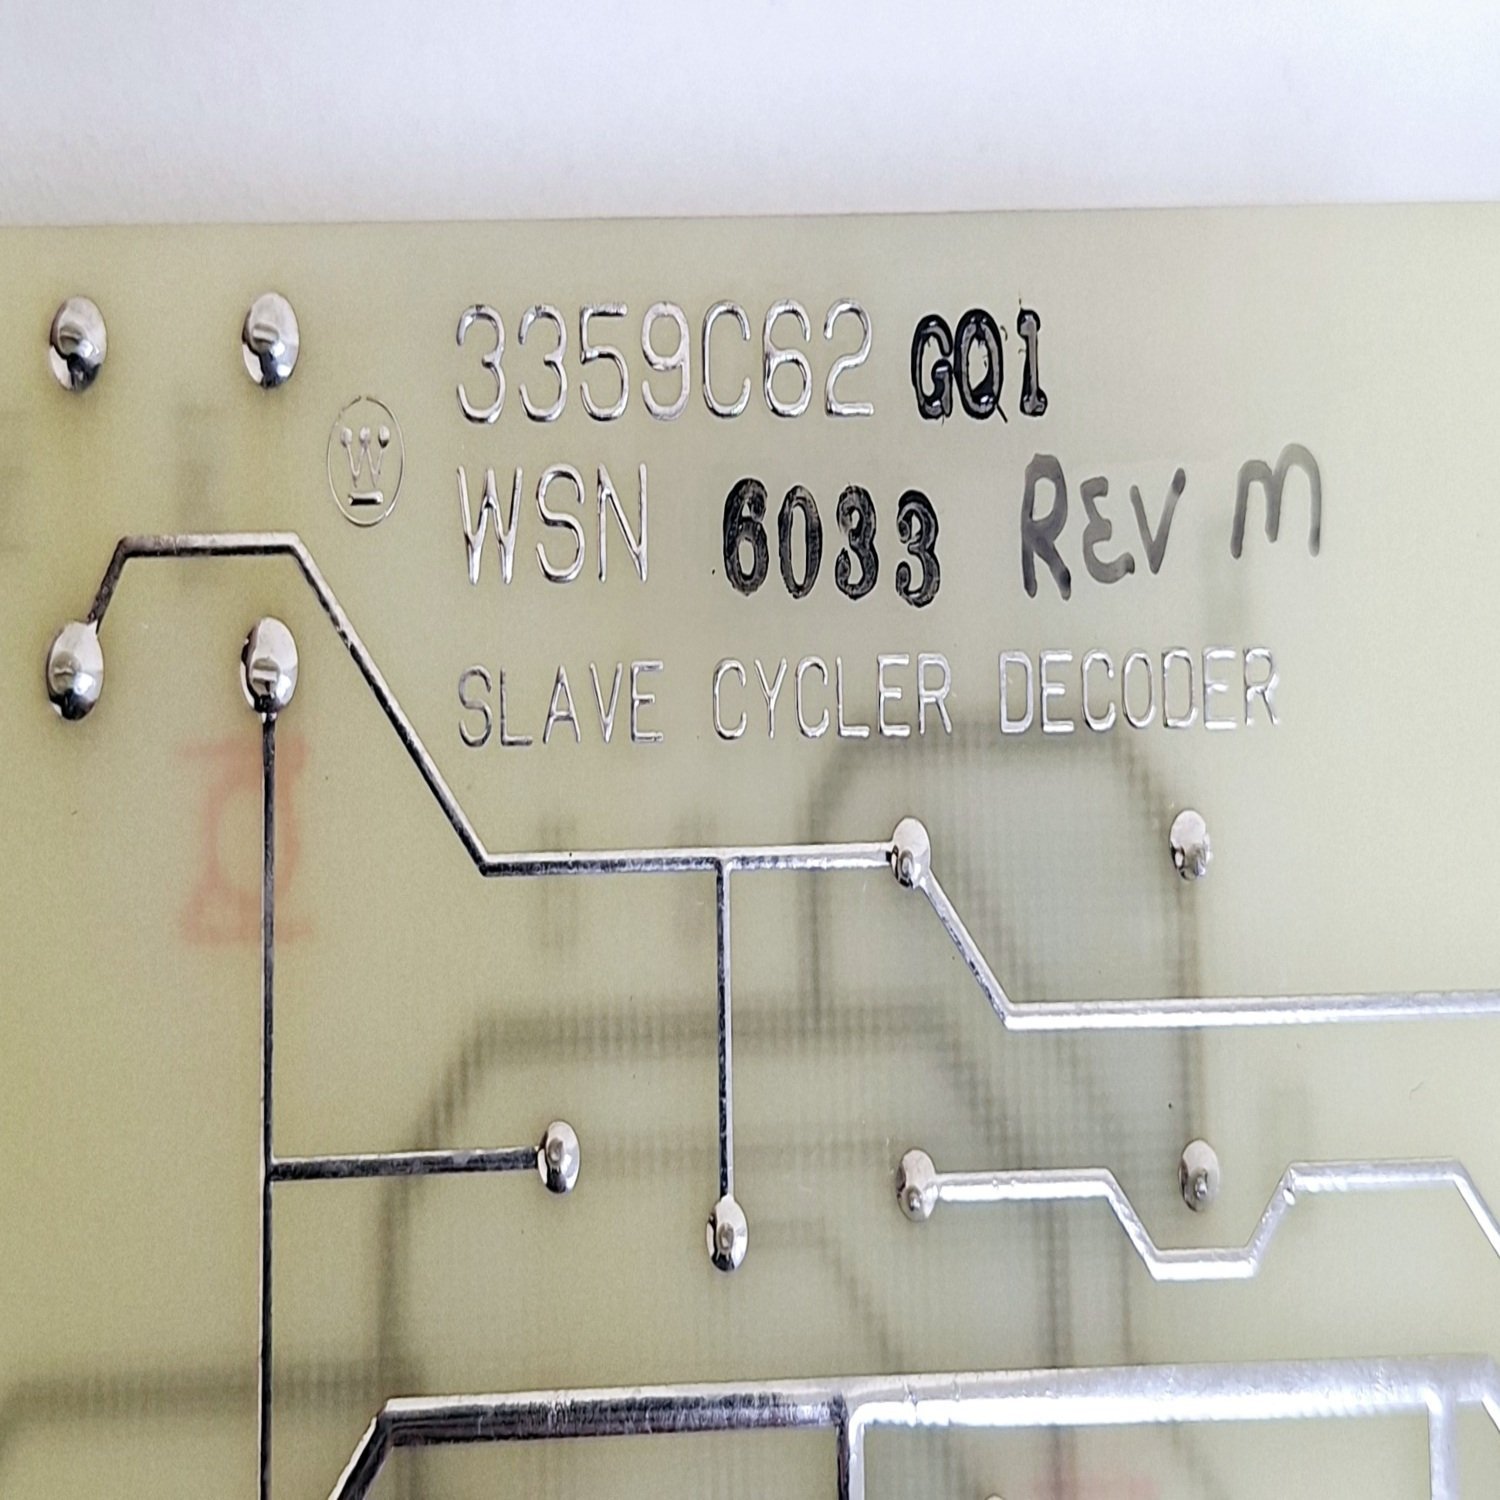 3359C62 G01
WSN 6033 REV M
SLAVE CYCLER DECODER